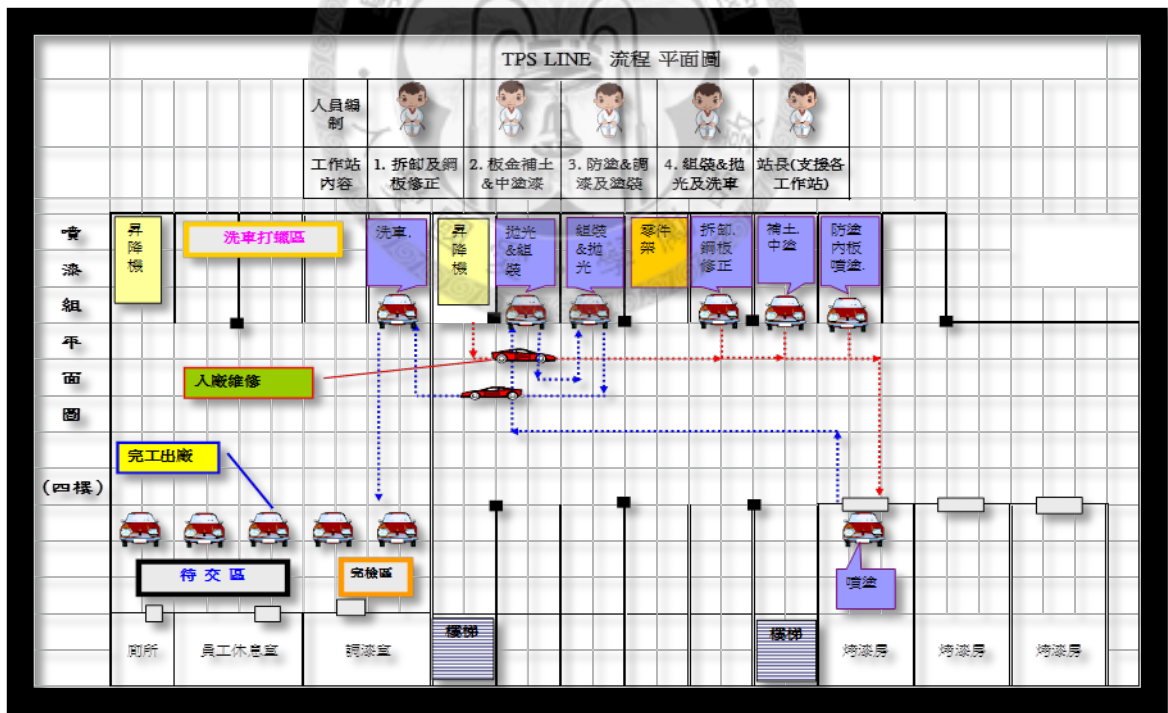 TPS LINE 流程 平面圖
人員編
制
工作站
內容
1. 拆卸及鋼
板修正
2. 板金補土
&中塗漆
3. 防塗&調
漆及塗裝
4. 組裝&拋
光及洗車
站長(支援各
工作站)
噴
漆
組
平
面
圖
(四樓)
昇
降
機
洗車打蠟區
洗車.
昇
降
機
拋光
&組
裝
組裝
&拋
光
零件
架
拆卸.
鋼板
修正
補土.
中塗
防塗
內板
噴塗.
入廠維修
完工出廠
待 交 區
完檢區
噴塗
廁所
員工休息室
調漆室
樓梯
樓梯
烤漆房
烤漆房
烤漆房